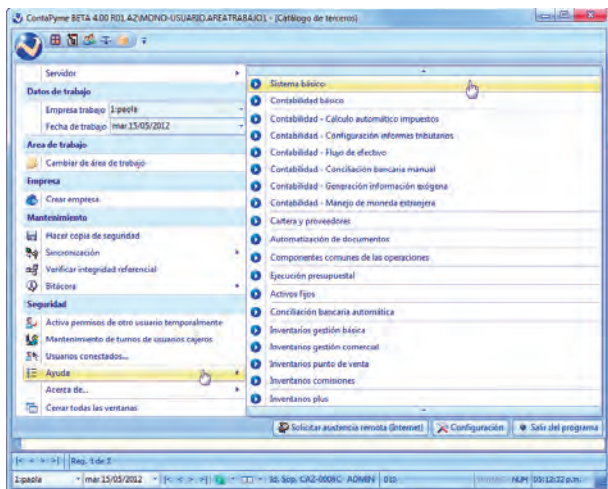 ContaPyme BETA 4.00 R01 A2\MONO-USUARIO.AREATRABAJO1 - [Catálogo de terceros]
Servidor
Datos de trabajo
Empresa trabajo 1:paola
Fecha de trabajo mar 15/05/2012
Area de trabajo
Cambiar de área de trabajo
Empresa
Crear empresa
Mantenimiento
Hacer copia de seguridad
Sincronización
Verificar integridad referencial
Bitácora
Seguridad
Activa permisos de otro usuario temporalmente
Mantenimiento de turnos de usuarios cajeros
Usuarios conectados...
Ayuda
Acerca de...
Cerrar todas las ventanas
Sistema básico
Contabilidad básico
Contabilidad - Calculo automático impuestos
Contabilidad - Configuración informes tributarios
Contabilidad - Flujo de efectivo
Contabilidad - Conciliación bancaria manual
Contabilidad - Generación información exógena
Contabilidad - Manejo de moneda extranjera
Cartera y proveedores
Automatización de documentos
Componentes comunes de las operaciones
Ejecución presupuestal
Activos fijos
Conciliación bancaria automática
Inventarios gestión básica
Inventarios gestión comercial
Inventarios punto de venta
Inventarios comisiones
Inventarios plus
Solicitar asistencia remota (Internet)
Configuración
Salir del programa
Reg. 1 de 2
1:paola mar 15/05/2012 ADMIN NUM 03:12:32 p.m.